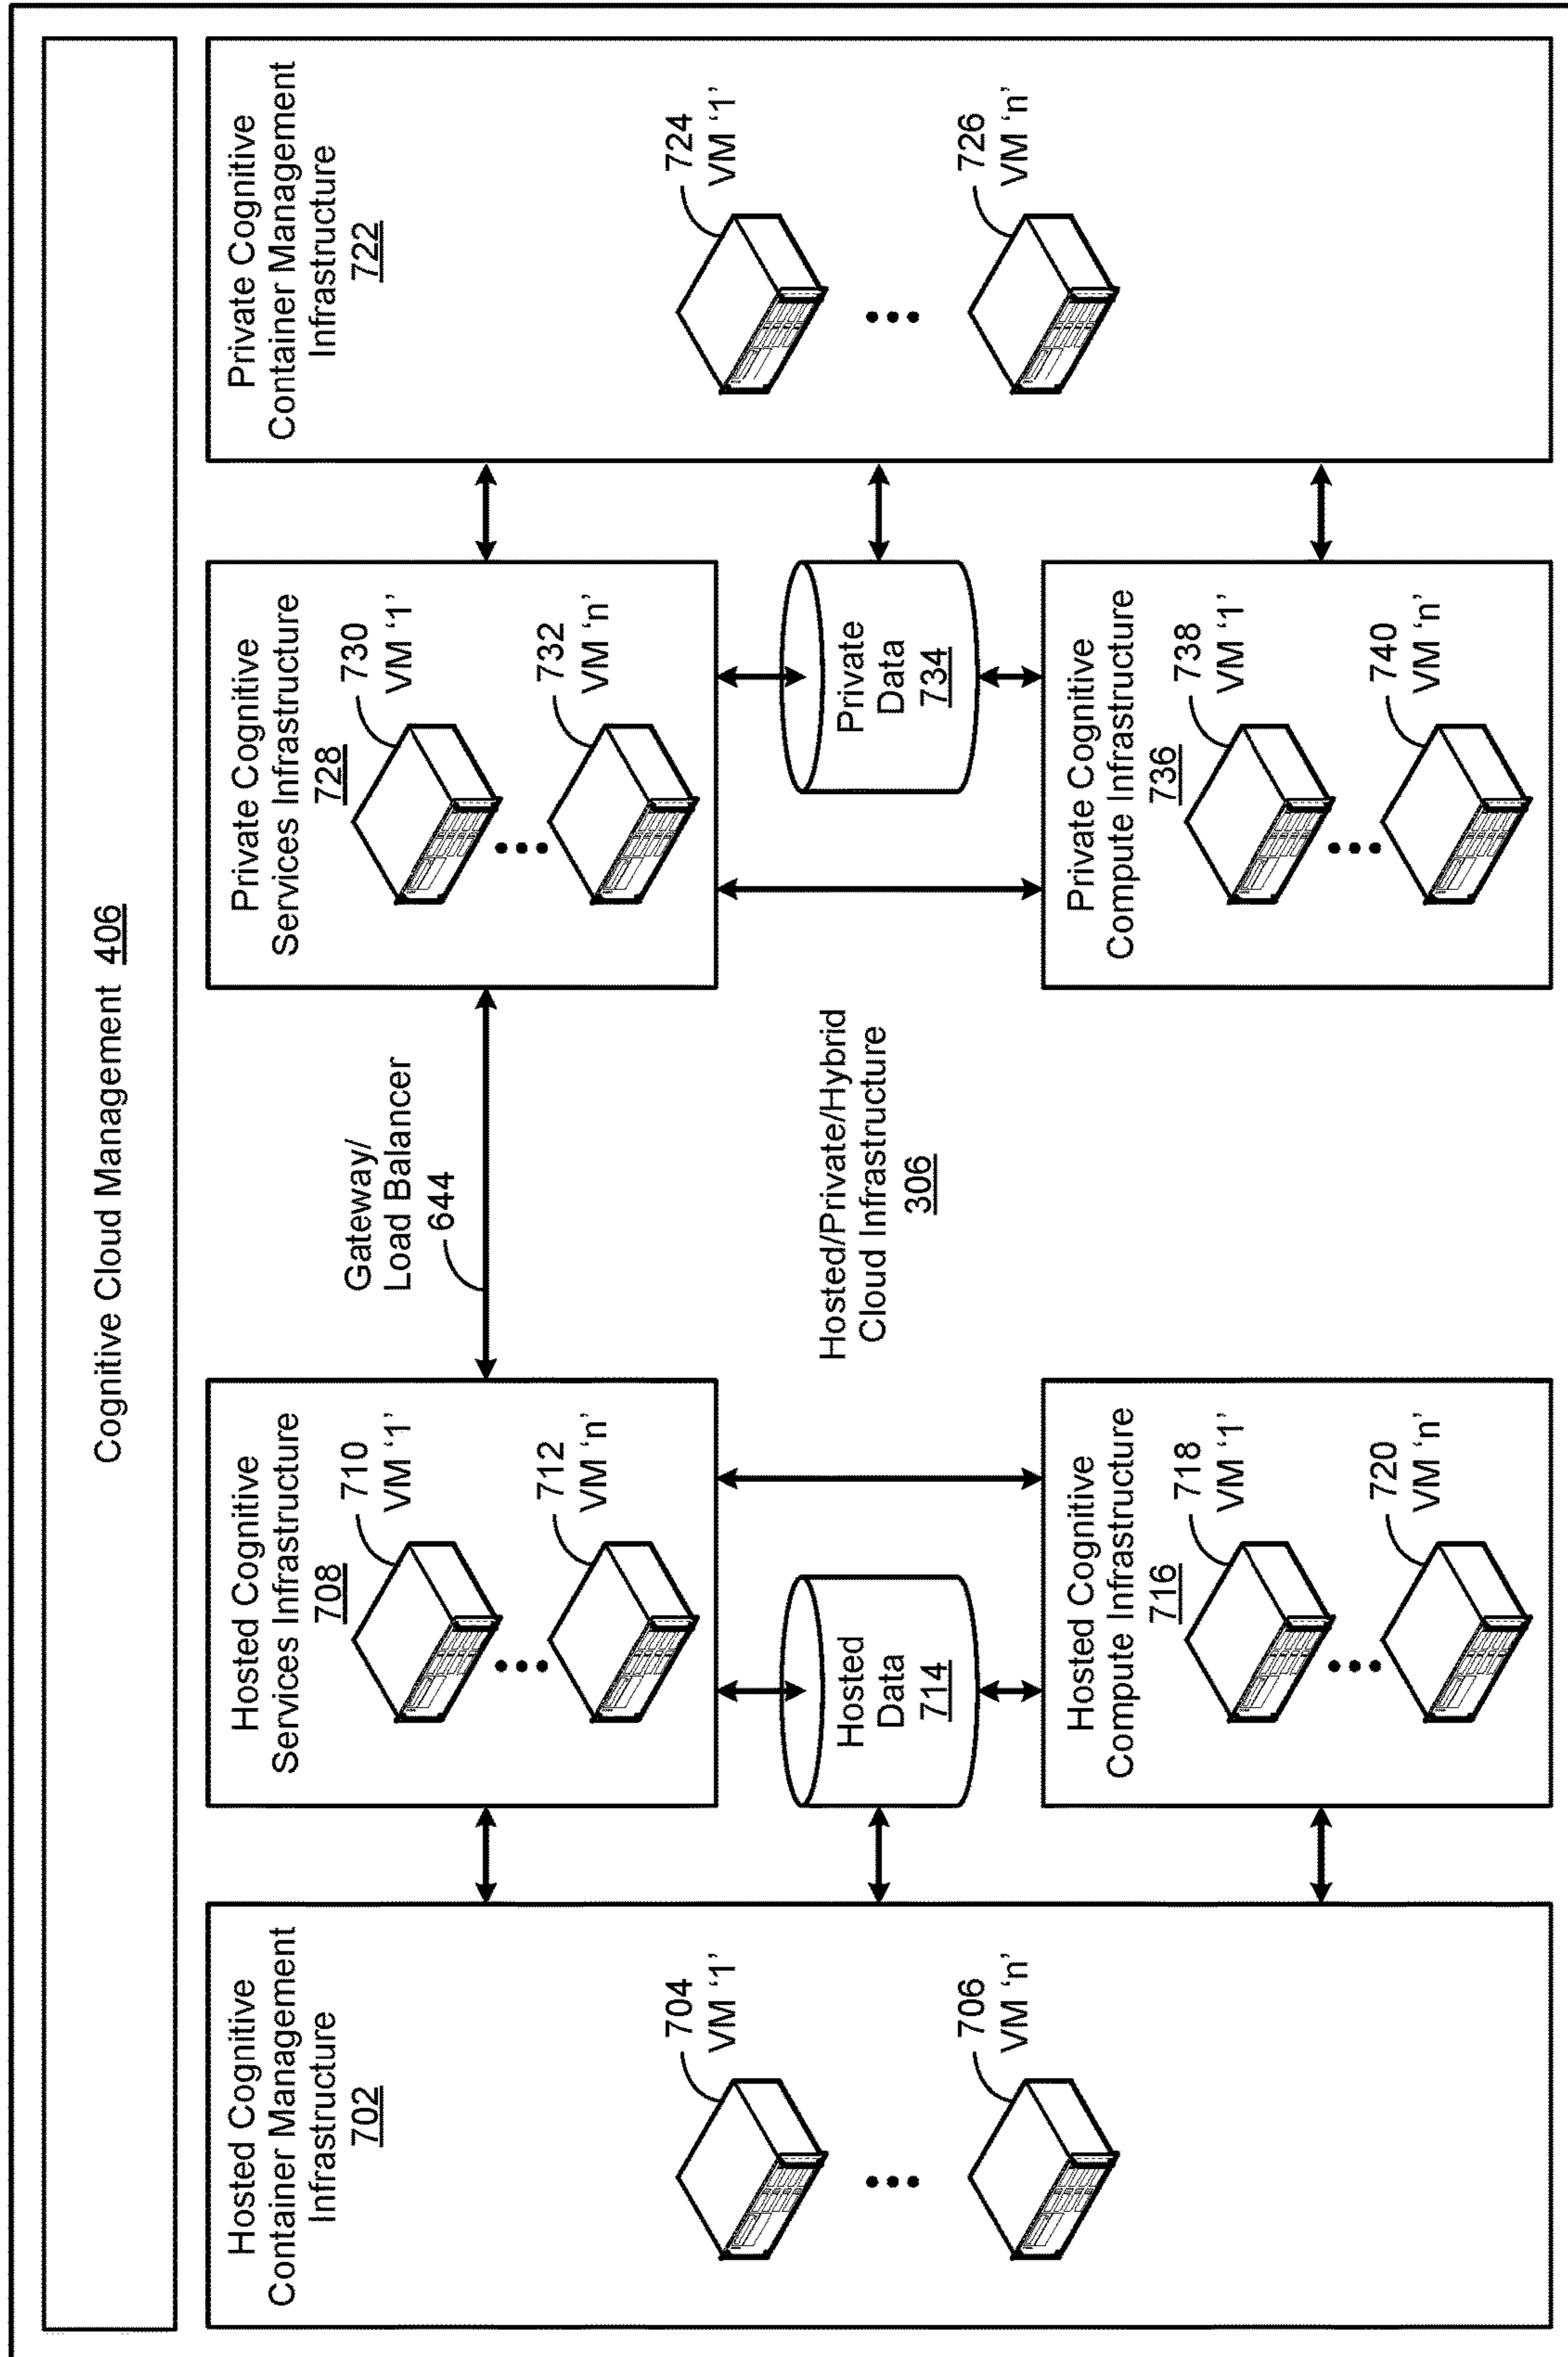 Cognitive Cloud Management 406
Hosted Cognitive
Container Management
Infrastructure
702
704
VM ‘1’
706
VM ‘n’
Hosted Cognitive
Services Infrastructure
708
710
VM ‘1’
712
VM ‘n’
Hosted
Data
714
Hosted Cognitive
Compute Infrastructure
716
718
VM ‘1’
720
VM ‘n’
Gateway/
Load Balancer
644
Hosted/Private/Hybrid
Cloud Infrastructure
306
Private Cognitive
Services Infrastructure
728
730
VM ‘1’
732
VM ‘n’
Private
Data
734
Private Cognitive
Compute Infrastructure
736
738
VM ‘1’
740
VM ‘n’
Private Cognitive
Container Management
Infrastructure
722
724
VM ‘1’
726
VM ‘n’